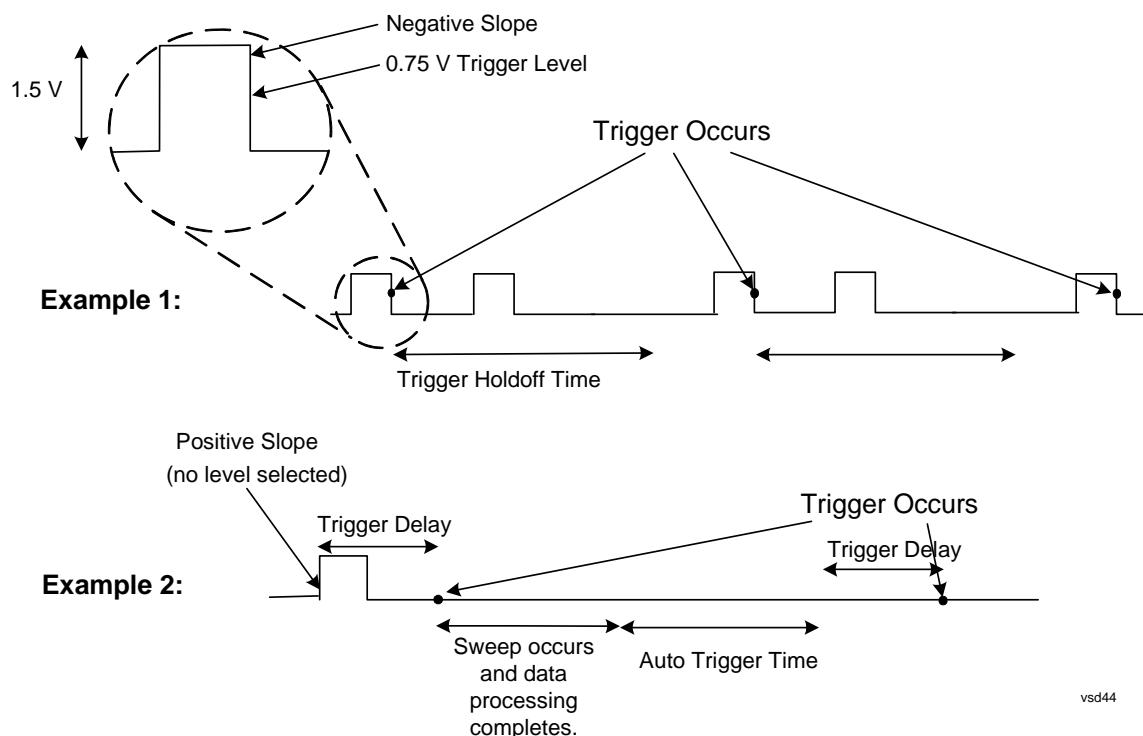 Negative Slope
1.5 V
0.75 V Trigger Level
Trigger Occurs
Example 1:
Trigger Holdoff Time
Positive Slope
(no level selected)
Trigger Delay
Trigger Occurs
Trigger Delay
Example 2:
Sweep occurs
and data
processing
completes.
Auto Trigger Time
vsd44